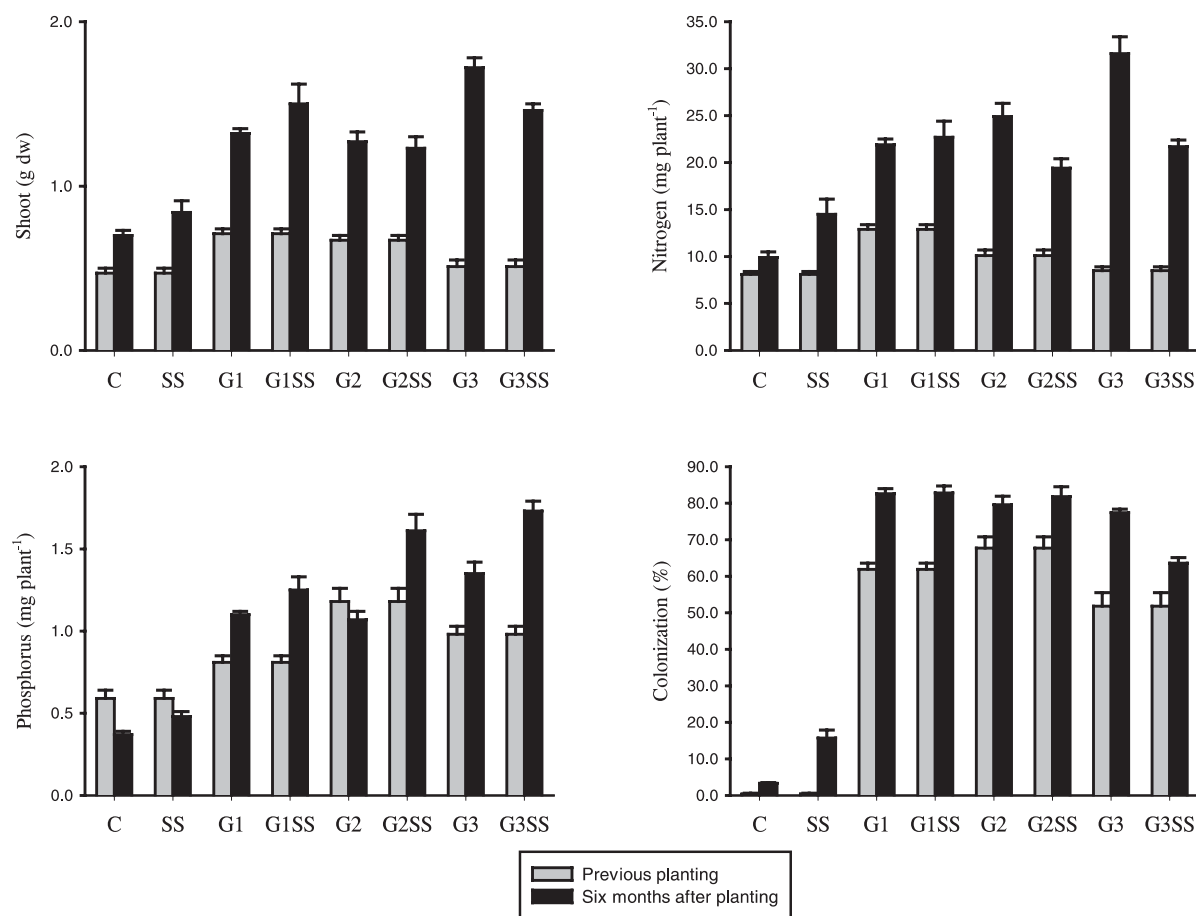 2.0
1.0
0.0
Shoot (g dw)
C SS G1 G1SS G2 G2SS G3 G3SS
35.0
30.0
25.0
20.0
15.0
10.0
5.0
0.0
Nitrogen (mg plant⁻¹)
C SS G1 G1SS G2 G2SS G3 G3SS
2.0
1.5
1.0
0.5
0.0
Phosphorus (mg plant⁻¹)
C SS G1 G1SS G2 G2SS G3 G3SS
90.0
80.0
70.0
60.0
50.0
40.0
30.0
20.0
10.0
0.0
Colonization (%)
C SS G1 G1SS G2 G2SS G3 G3SS
Previous planting
Six months after planting